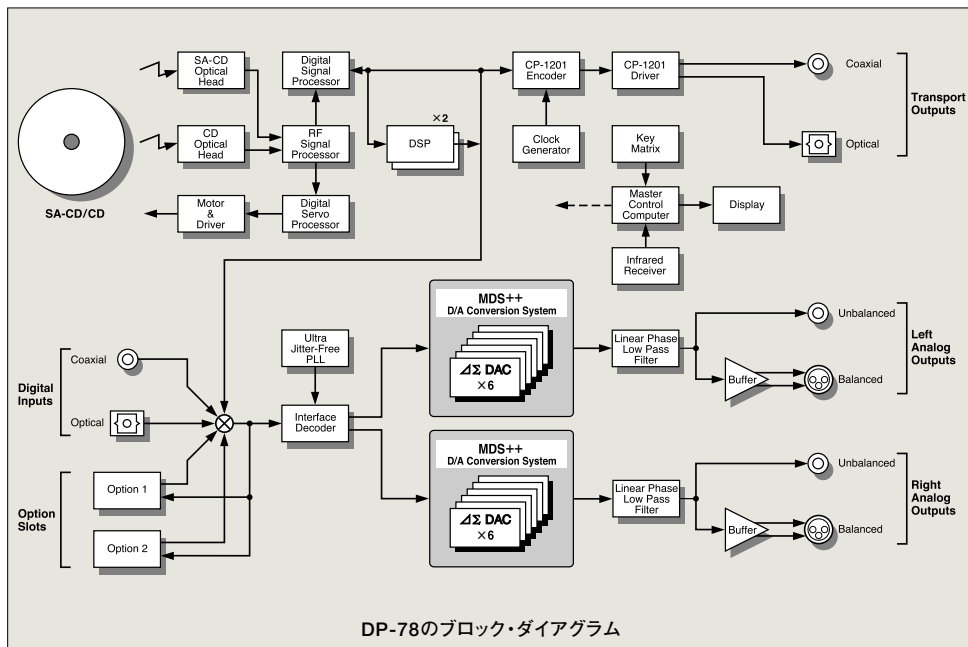 SA-CD
Optical
Head
Digital
Signal
Processor
CP-1201
Encoder
CP-1201
Driver
Coaxial
Transport
Outputs
×2
CD
Optical
Head
RF
Signal
Processor
DSP
Clock
Generator
Key
Matrix
Optical
SA-CD/CD
Motor
&
Driver
Digital
Servo
Processor
Master
Control
Computer
Display
Infrared
Receiver
MDS++
D/A Conversion System
ΔΣ DAC
×6
Linear Phase
Low Pass
Filter
Unbalanced
Left
Analog
Outputs
Buffer
Balanced
Ultra
Jitter-Free
PLL
Digital
Inputs
Coaxial
Optical
Interface
Decoder
Option
Slots
Option 1
Option 2
MDS++
D/A Conversion System
ΔΣ DAC
×6
Linear Phase
Low Pass
Filter
Unbalanced
Right
Analog
Outputs
Buffer
Balanced
DP-78のブロック・ダイアグラム